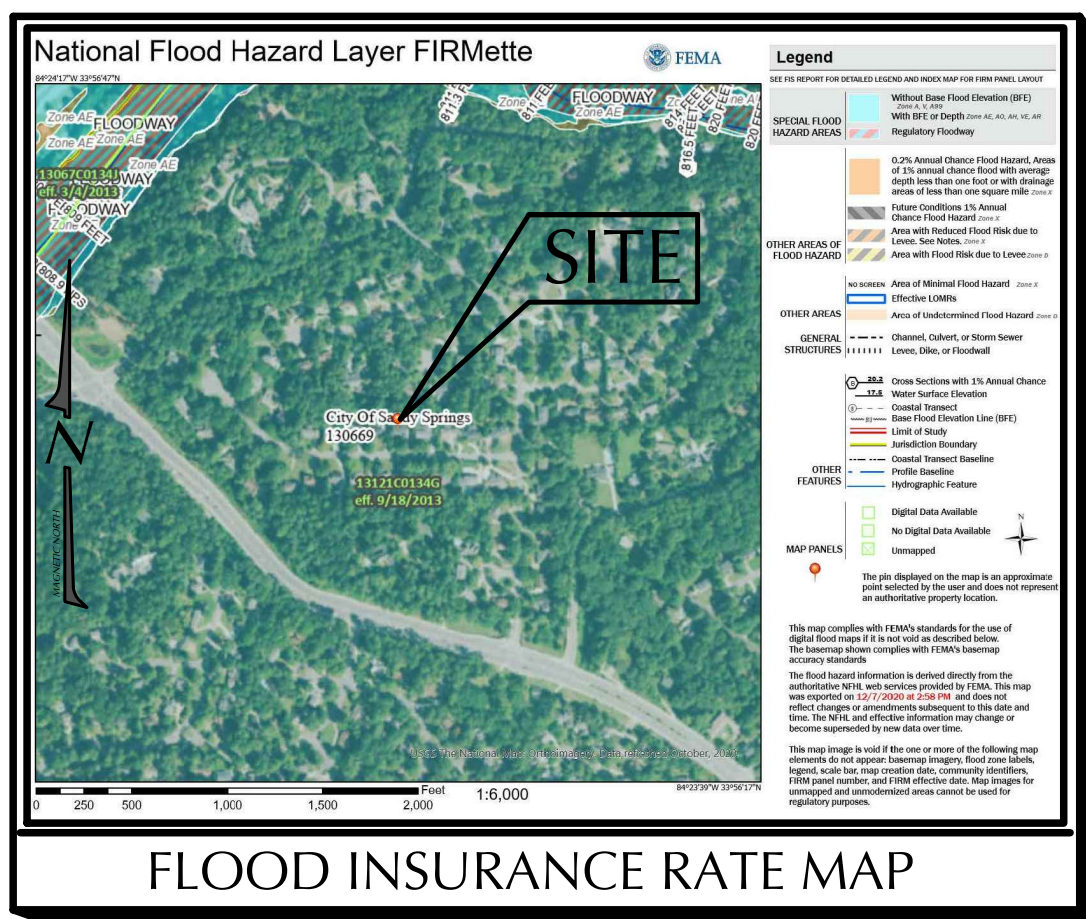 National Flood Hazard Layer FIRMette
FEMA
84°24'17"W 33°56'47"N
Zone AE
FLOODWAY
Zone AE
Zone AE
Zone AE
13067C0134J
eff. 3/4/2013
FLOODWAY
809 FEET
Zone
FLOODWAY
816.5 FEET
820 FEET
820 FEET
SITE
City Of Sandy Springs
130669
13121C0134G
eff. 9/18/2013
N
MAGNETIC NORTH
USGS The National Map: Orthoimagery. Data refreshed October, 2020.
0 250 500 1,000 1,500 2,000 Feet
1:6,000
84°23'39"W 33°56'17"N
Legend
SEE FIS REPORT FOR DETAILED LEGEND AND INDEX MAP FOR FIRM PANEL LAYOUT
SPECIAL FLOOD
HAZARD AREAS
Without Base Flood Elevation (BFE)
Zone A, V, A99
With BFE or Depth Zone AE, AO, AH, VE, AR
Regulatory Floodway
0.2% Annual Chance Flood Hazard, Areas
of 1% annual chance flood with average
depth less than one foot or with drainage
areas of less than one square mile Zone X
Future Conditions 1% Annual
Chance Flood Hazard Zone X
OTHER AREAS OF
FLOOD HAZARD
Area with Reduced Flood Risk due to
Levee. See Notes. Zone X
Area with Flood Risk due to Levee Zone D
NO SCREEN Area of Minimal Flood Hazard Zone X
Effective LOMRs
OTHER AREAS
Area of Undetermined Flood Hazard Zone D
GENERAL
STRUCTURES
Channel, Culvert, or Storm Sewer
Levee, Dike, or Floodwall
B 20.2 Cross Sections with 1% Annual Chance
17.5 Water Surface Elevation
8 Coastal Transect
Base Flood Elevation Line (BFE)
Limit of Study
Jurisdiction Boundary
Coastal Transect Baseline
OTHER
FEATURES
Profile Baseline
Hydrographic Feature
Digital Data Available
No Digital Data Available
MAP PANELS
Unmapped
N
The pin displayed on the map is an approximate
point selected by the user and does not represent
an authoritative property location.
This map complies with FEMA's standards for the use of
digital flood maps if it is not void as described below.
The basemap shown complies with FEMA's basemap
accuracy standards
The flood hazard information is derived directly from the
authoritative NFHL web services provided by FEMA. This map
was exported on 12/7/2020 at 2:58 PM and does not
reflect changes or amendments subsequent to this date and
time. The NFHL and effective information may change or
become superseded by new data over time.
This map image is void if the one or more of the following map
elements do not appear: basemap imagery, flood zone labels,
legend, scale bar, map creation date, community identifiers,
FIRM panel number, and FIRM effective date. Map images for
unmapped and unmodernized areas cannot be used for
regulatory purposes.
FLOOD INSURANCE RATE MAP